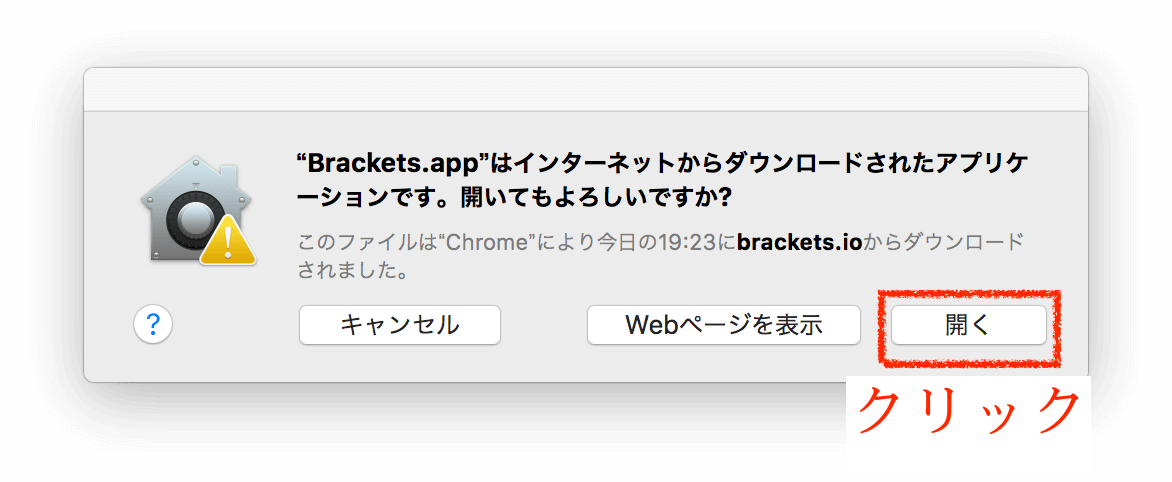 “Brackets.app”はインターネットからダウンロードされたアプリケ
ーションです。開いてもよろしいですか?
このファイルは“Chrome”により今日の19:23にbrackets.ioからダウンロード
されました。
? キャンセル Webページを表示 開く
クリック